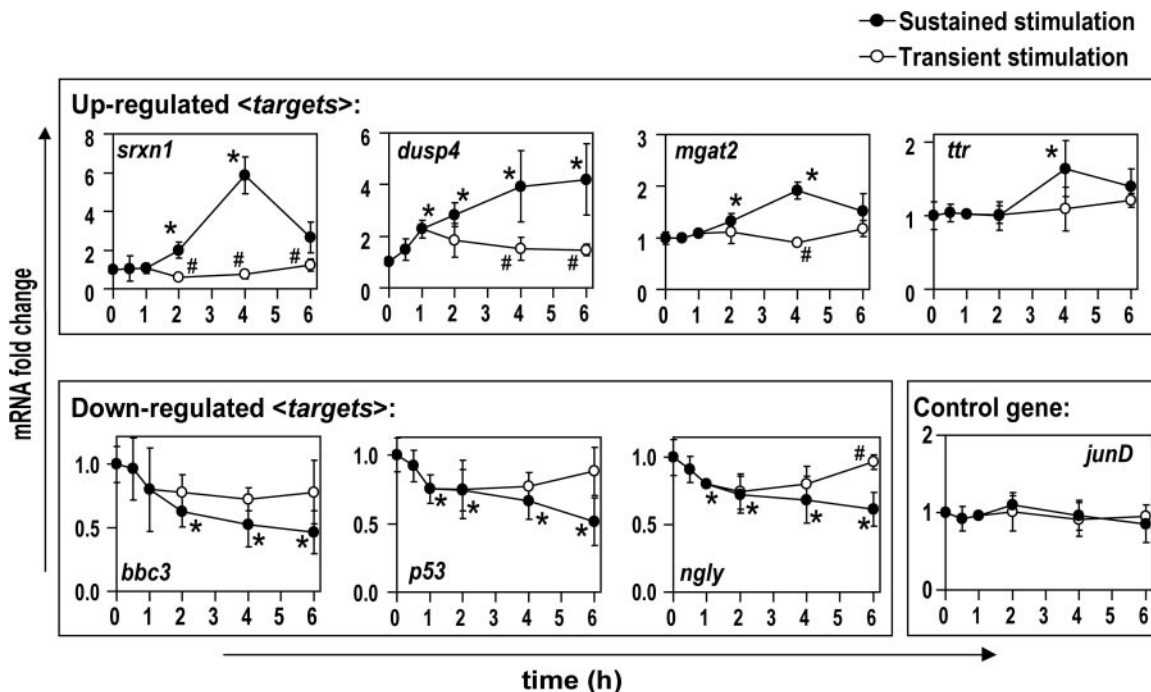 Sustained stimulation
Transient stimulation
mRNA fold change
Up-regulated <targets>:
srxn1
8
6
4
2
0
* * # # #
0 1 2 3 4 5 6
dusp4
6
4
2
0
* * * * # #
0 1 2 3 4 5 6
mgat2
3
2
1
0
* * #
0 1 2 3 4 5 6
ttr
2
1
0
*
0 1 2 3 4 5 6
Down-regulated <targets>:
1.0
0.5
0.0
* * *
bbc3
0 1 2 3 4 5 6
1.0
0.5
0.0
* * * *
p53
0 1 2 3 4 5 6
1.0
0.5
0.0
# * * * *
ngly
0 1 2 3 4 5 6
Control gene:
junD
2
1
0
0 1 2 3 4 5 6
time (h)